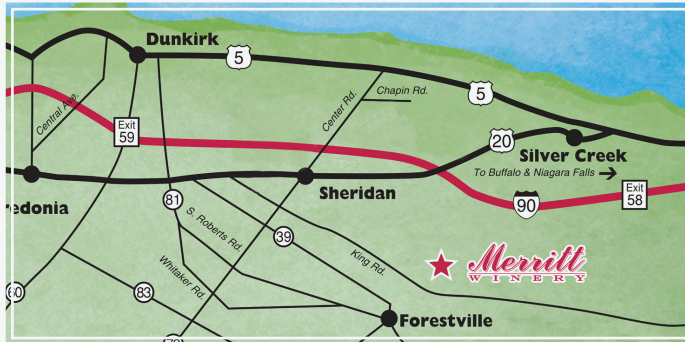 Dunkirk
5
Chapin Rd.
5
Central Ave.
Center Rd.
Exit
59
20
Silver Creek
To Buffalo & Niagara Falls
Exit
58
81
Sheridan
90
redonia
S. Roberts Rd.
39
King Rd.
Merritt
WINERY
Whitaker Rd.
60
83
Forestville